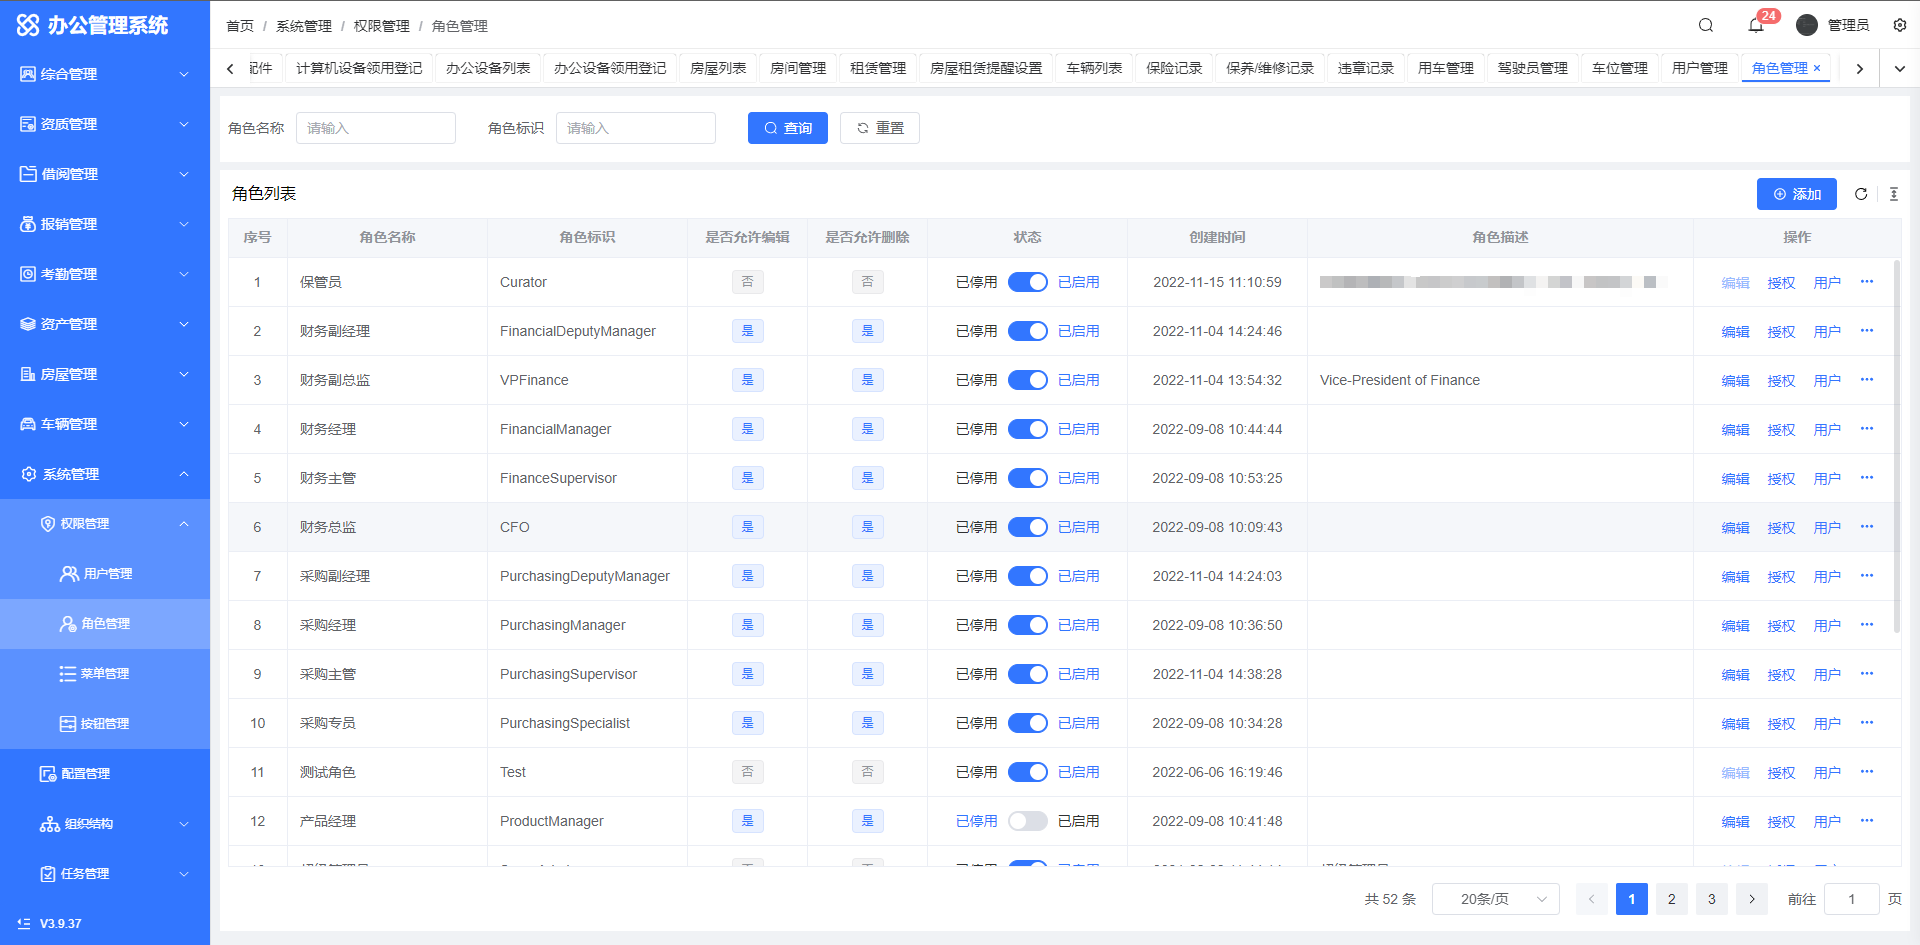 办公管理系统
首页 / 系统管理 / 权限管理 / 角色管理
24
管理员
配件 计算机设备领用登记 办公设备列表 办公设备领用登记 房屋列表 房间管理 租赁管理 房屋租赁提醒设置 车辆列表 保险记录 保养/维修记录 违章记录 用车管理 驾驶员管理 车位管理 用户管理 角色管理 ×
综合管理
资质管理
借阅管理
报销管理
考勤管理
资产管理
房屋管理
车辆管理
系统管理
权限管理
用户管理
角色管理
菜单管理
按钮管理
配置管理
组织结构
任务管理
V3.9.37
角色名称 请输入 角色标识 请输入 查询 重置
角色列表 添加
序号 角色名称 角色标识 是否允许编辑 是否允许删除 状态 创建时间 角色描述 操作
1 保管员 Curator 否 否 已停用 已启用 2022-11-15 11:10:59 编辑 授权 用户 ···
2 财务副经理 FinancialDeputyManager 是 是 已停用 已启用 2022-11-04 14:24:46 编辑 授权 用户 ···
3 财务副总监 VPFinance 是 是 已停用 已启用 2022-11-04 13:54:32 Vice-President of Finance 编辑 授权 用户 ···
4 财务经理 FinancialManager 是 是 已停用 已启用 2022-09-08 10:44:44 编辑 授权 用户 ···
5 财务主管 FinanceSupervisor 是 是 已停用 已启用 2022-09-08 10:53:25 编辑 授权 用户 ···
6 财务总监 CFO 是 是 已停用 已启用 2022-09-08 10:09:43 编辑 授权 用户 ···
7 采购副经理 PurchasingDeputyManager 是 是 已停用 已启用 2022-11-04 14:24:03 编辑 授权 用户 ···
8 采购经理 PurchasingManager 是 是 已停用 已启用 2022-09-08 10:36:50 编辑 授权 用户 ···
9 采购主管 PurchasingSupervisor 是 是 已停用 已启用 2022-11-04 14:38:28 编辑 授权 用户 ···
10 采购专员 PurchasingSpecialist 是 是 已停用 已启用 2022-09-08 10:34:28 编辑 授权 用户 ···
11 测试角色 Test 否 否 已停用 已启用 2022-06-06 16:19:46 编辑 授权 用户 ···
12 产品经理 ProductManager 是 是 已停用 已启用 2022-09-08 10:41:48 编辑 授权 用户 ···
共 52 条 20条/页 1 2 3 前往 1 页